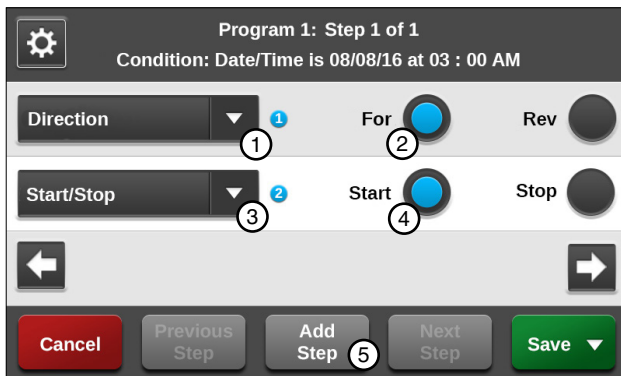 Program 1: Step 1 of 1
Condition: Date/Time is 08/08/16 at 03 : 00 AM
Direction 1 For Rev
1 2
Start/Stop 2 Start Stop
3 4
Cancel Previous Step Add Step 5 Next Step Save